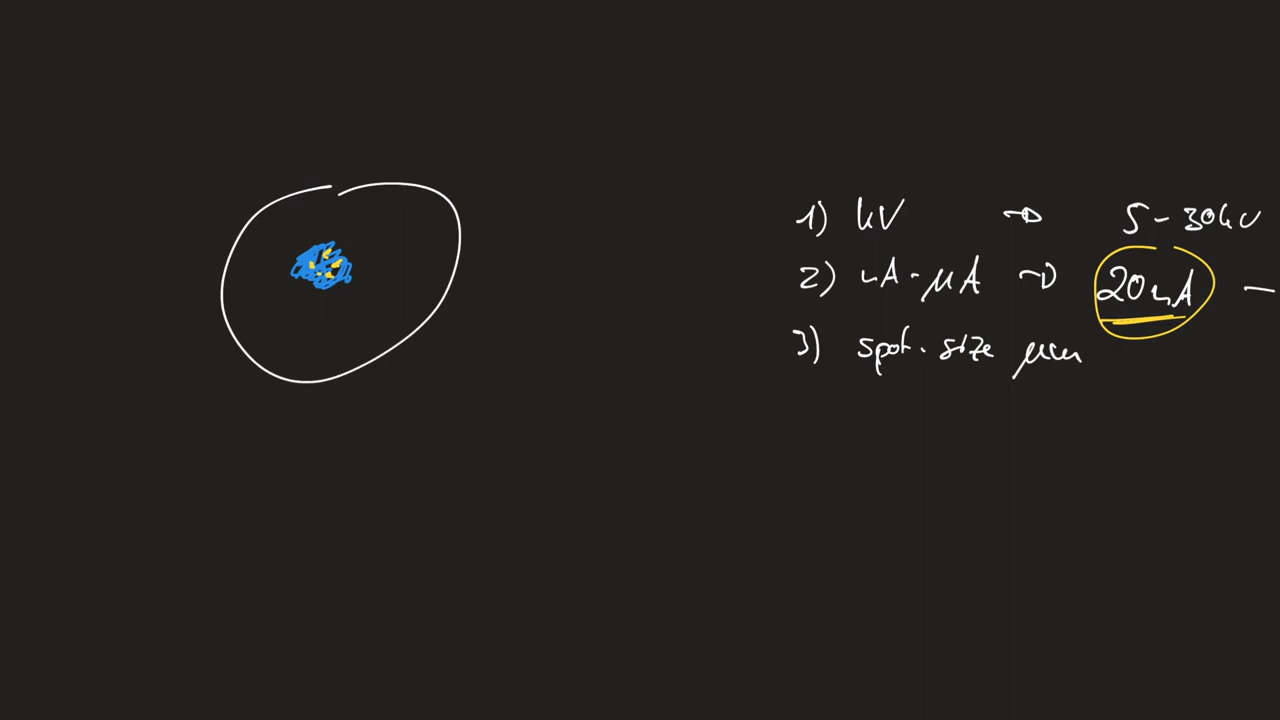 1) kV → 5-30kV
2) nA-μA → 20nA –
3) spot-size μm